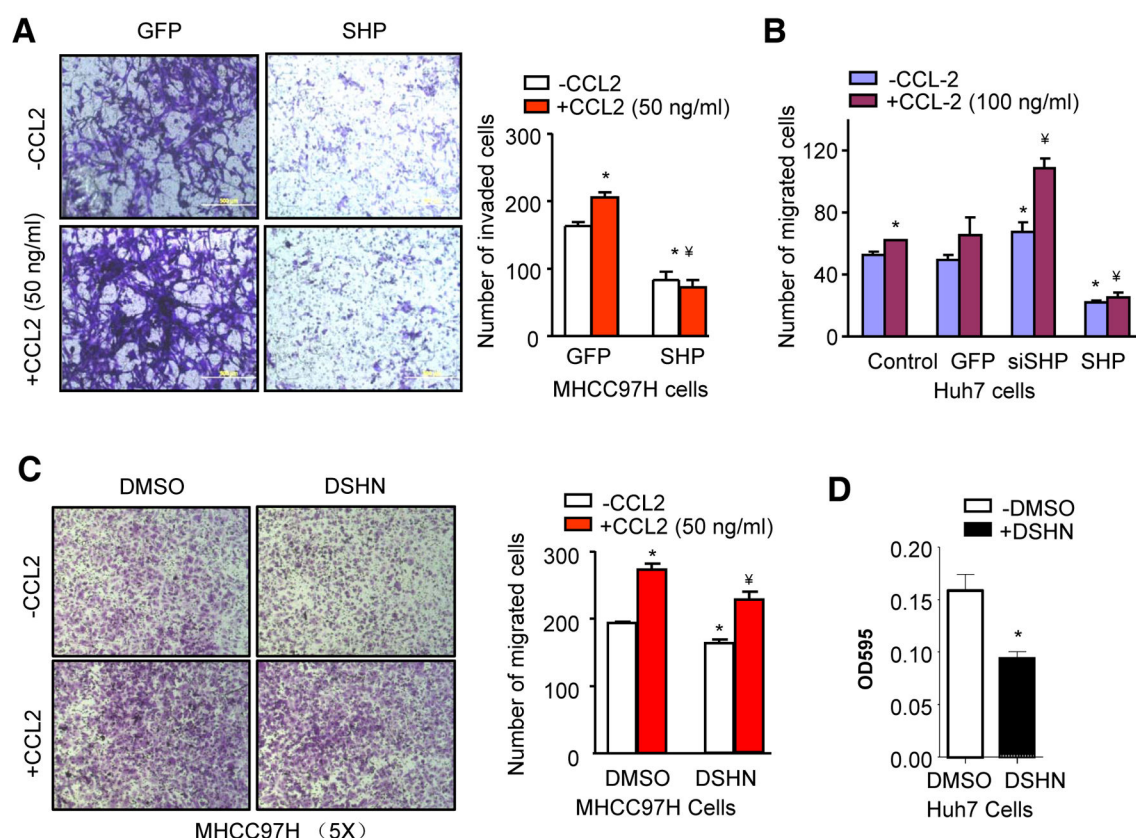 A
GFP
SHP
-CCL2
+CCL2 (50 ng/ml)
-CCL2
+CCL2 (50 ng/ml)
Number of invaded cells
300
200
100
0
*
* ¥
GFP
SHP
MHCC97H cells
B
-CCL-2
+CCL-2 (100 ng/ml)
Number of migrated cells
120
80
40
0
*
*
¥
*
¥
Control
GFP
siSHP
SHP
Huh7 cells
C
DMSO
DSHN
-CCL2
+CCL2
MHCC97H (5X)
-CCL2
+CCL2 (50 ng/ml)
Number of migrated cells
300
200
100
0
*
*
¥
DMSO
DSHN
MHCC97H Cells
D
-DMSO
+DSHN
OD595
0.20
0.15
0.10
0.05
0.00
*
DMSO
DSHN
Huh7 Cells